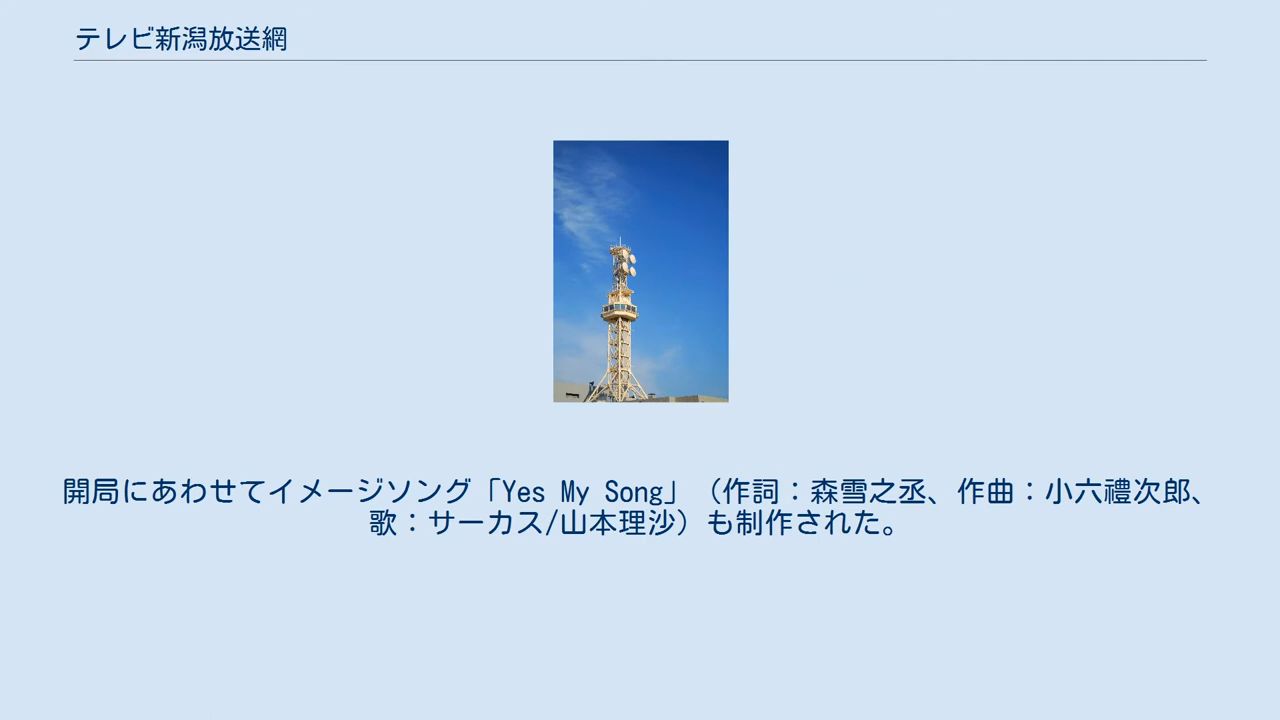 テレビ新潟放送網
開局にあわせてイメージソング「Yes My Song」（作詞：森雪之丞、作曲：小六禮次郎、
歌：サーカス/山本理沙）も制作された。